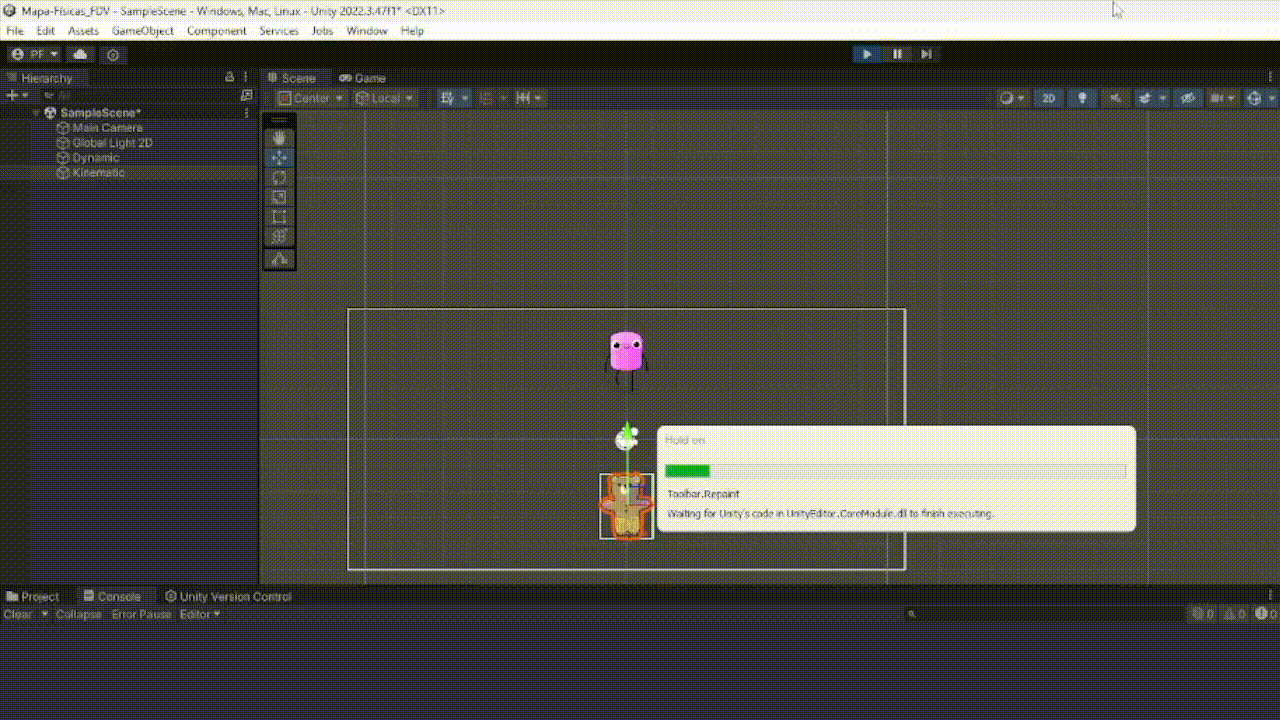 Mapa-Físicas_FDV - SampleScene - Windows, Mac, Linux - Unity 2022.3.47f1* <DX11>
File Edit Assets GameObject Component Services Jobs Window Help
PF
Hierarchy
Scene Game
All
Center Local 2D
SampleScene*
Main Camera
Global Light 2D
Dynamic
Kinematic
Hold on
Toolbar.Repaint
Waiting for Unity's code in UnityEditor.CoreModule.dll to finish executing.
Project Console Unity Version Control
Clear Collapse Error Pause Editor
0 0 0